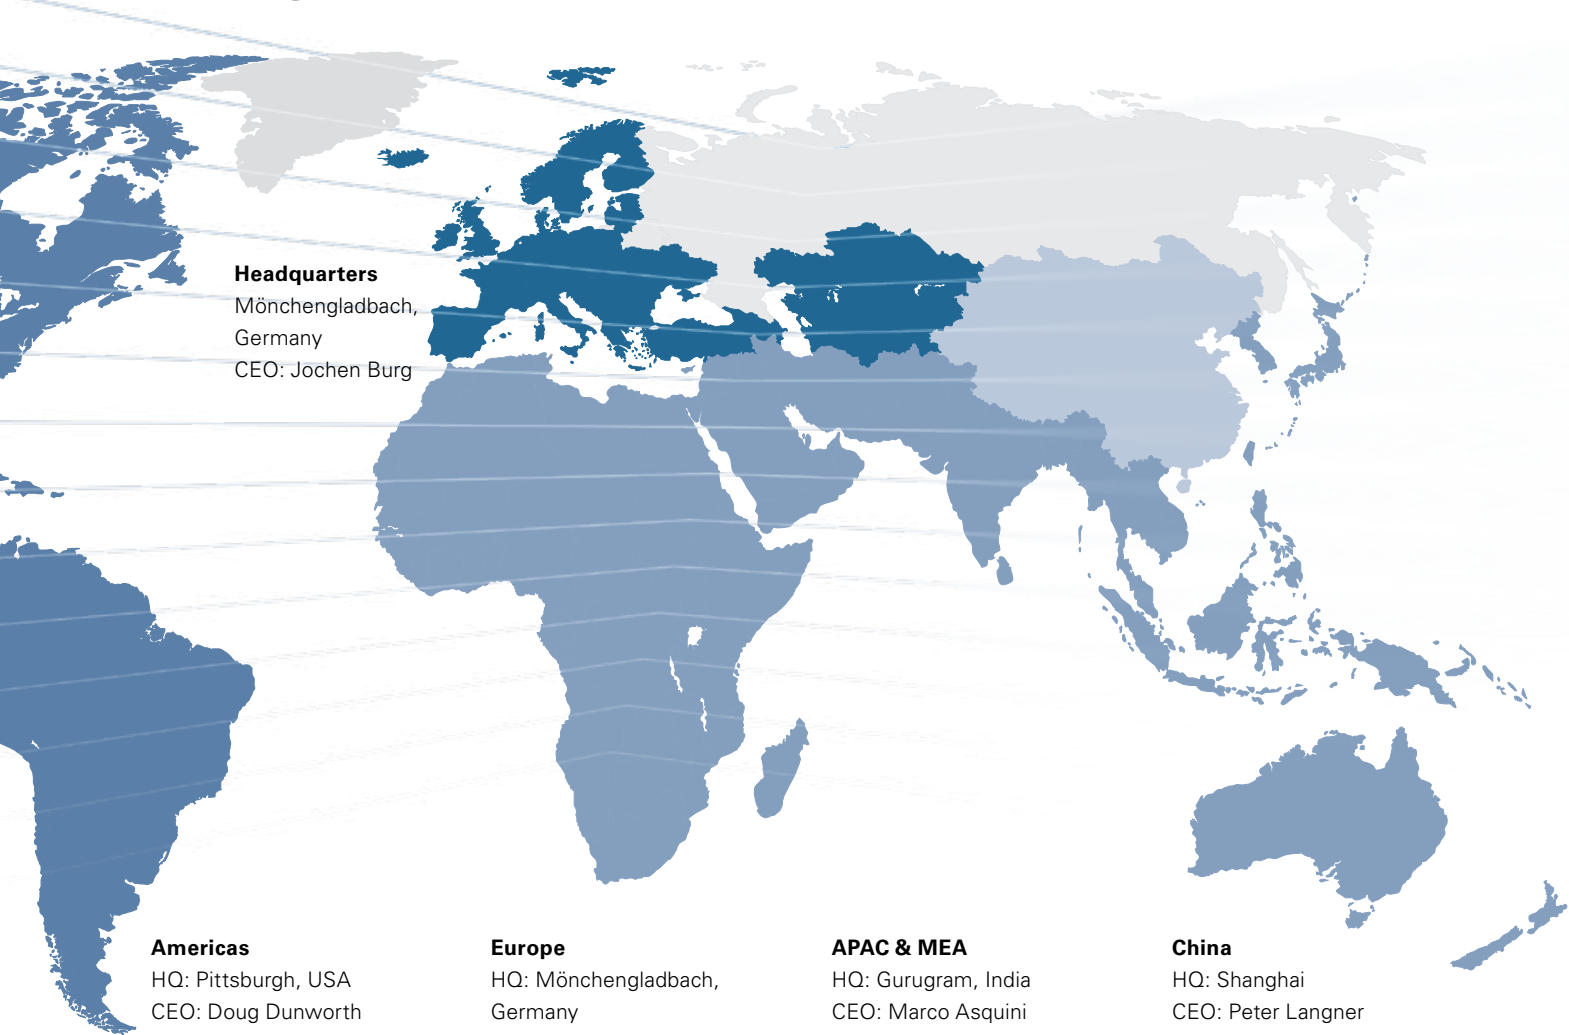 Headquarters
Mönchengladbach,
Germany
CEO: Jochen Burg
Americas
HQ: Pittsburgh, USA
CEO: Doug Dunworth
Europe
HQ: Mönchengladbach,
Germany
APAC & MEA
HQ: Gurugram, India
CEO: Marco Asquini
China
HQ: Shanghai
CEO: Peter Langner